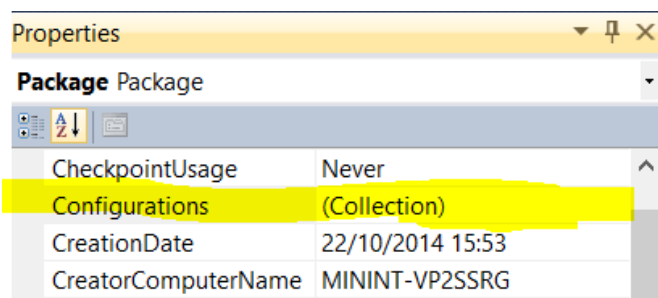 Properties
Package Package
A
Z
CheckpointUsage Never
Configurations (Collection)
CreationDate 22/10/2014 15:53
CreatorComputerName MININT-VP2SSRG